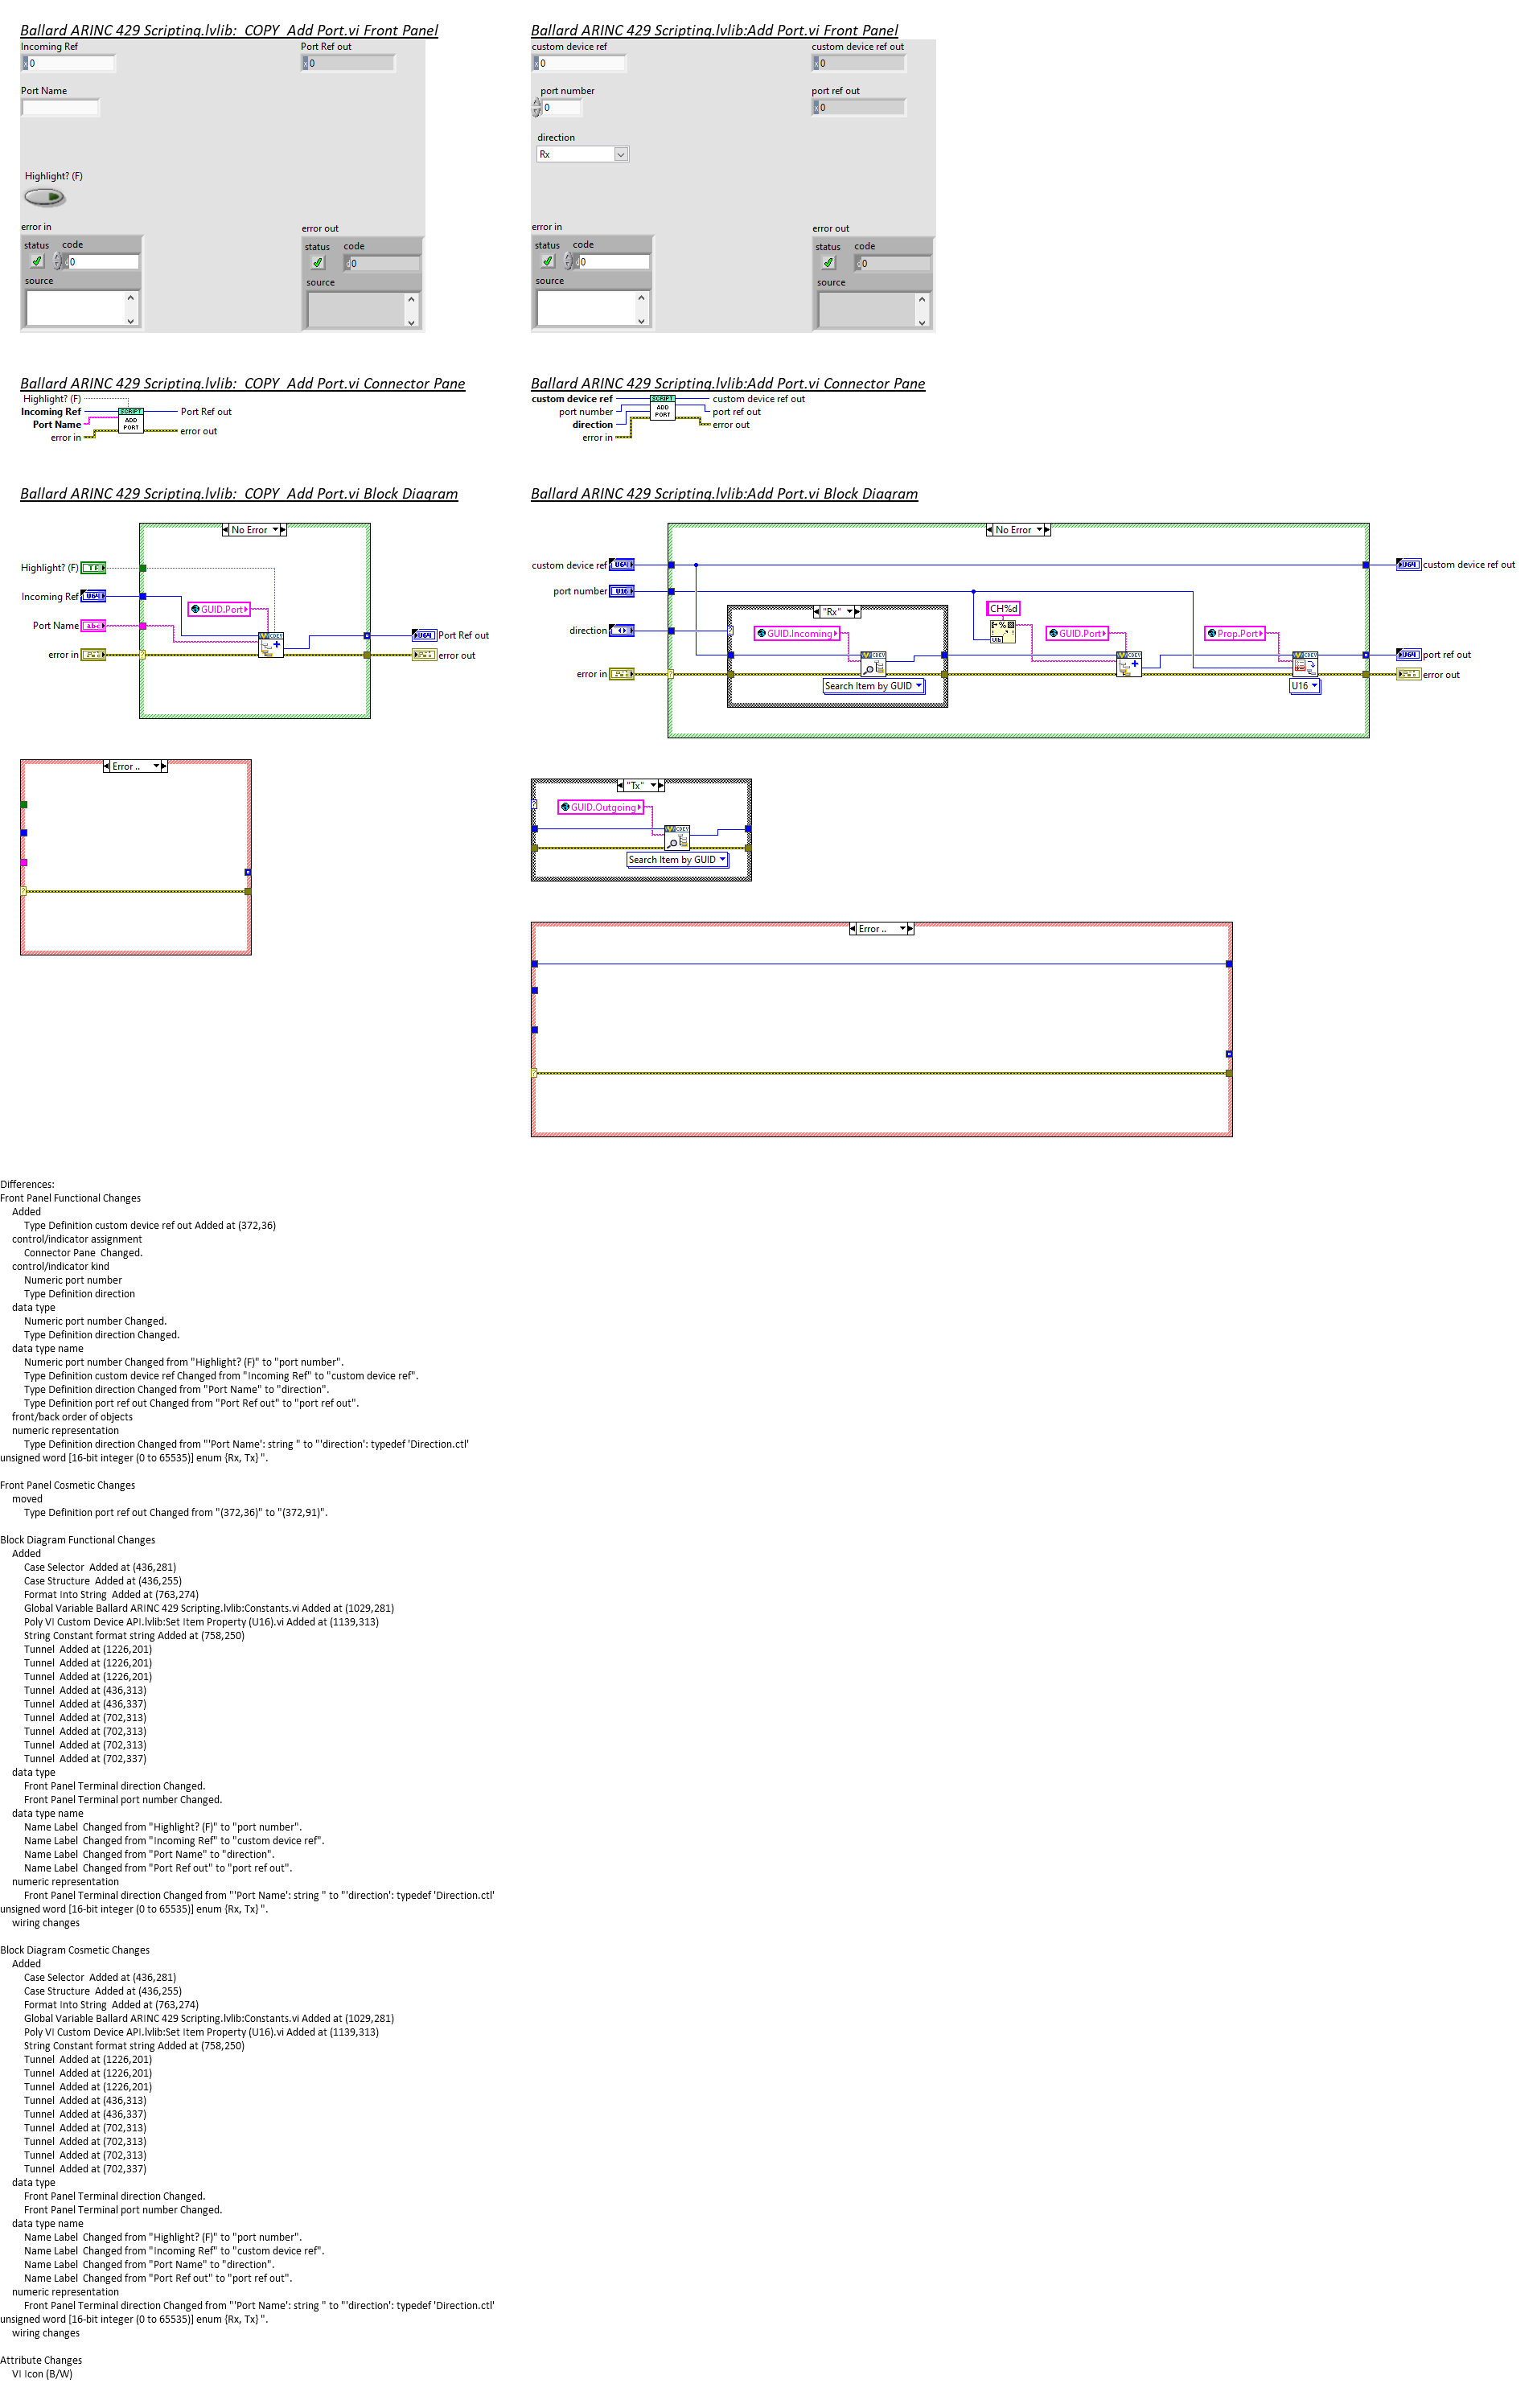 Ballard ARINC 429 Scripting.lvlib:_COPY_Add Port.vi Front Panel
Incoming Ref
Port Ref out
x 0
x 0
Port Name
Highlight? (F)
error in
error out
status code
status code
d 0
d 0
source
source
Ballard ARINC 429 Scripting.lvlib:Add Port.vi Front Panel
custom device ref
custom device ref out
x 0
x 0
port number
port ref out
0
x 0
direction
Rx
error in
error out
status code
status code
d 0
d 0
source
source
Ballard ARINC 429 Scripting.lvlib:_COPY_Add Port.vi Connector Pane
Highlight? (F)
Incoming Ref
Port Name
error in
SCRIPT
ADD
PORT
Port Ref out
error out
Ballard ARINC 429 Scripting.lvlib:Add Port.vi Connector Pane
custom device ref
port number
direction
error in
SCRIPT
ADD
PORT
custom device ref out
port ref out
error out
Ballard ARINC 429 Scripting.lvlib:_COPY_Add Port.vi Block Diagram
No Error
Highlight? (F) TF
Incoming Ref U64
GUID.Port
Port Name abc
CDEV
U64 Port Ref out
error in
error out
Error ..
Ballard ARINC 429 Scripting.lvlib:Add Port.vi Block Diagram
No Error
custom device ref U64
U64 custom device ref out
port number U16
"Rx"
CH%d
direction
GUID.Incoming
GUID.Port
Prop.Port
CDEV
CDEV
CDEV
U64 port ref out
error in
error out
Search Item by GUID
U16
"Tx"
GUID.Outgoing
CDEV
Search Item by GUID
Error ..
Differences:
Front Panel Functional Changes
Added
Type Definition custom device ref out Added at (372,36)
control/indicator assignment
Connector Pane  Changed.
control/indicator kind
Numeric port number
Type Definition direction
data type
Numeric port number Changed.
Type Definition direction Changed.
data type name
Numeric port number Changed from "Highlight? (F)" to "port number".
Type Definition custom device ref Changed from "Incoming Ref" to "custom device ref".
Type Definition direction Changed from "Port Name" to "direction".
Type Definition port ref out Changed from "Port Ref out" to "port ref out".
front/back order of objects
numeric representation
Type Definition direction Changed from "'Port Name': string " to "'direction': typedef 'Direction.ctl'
unsigned word [16-bit integer (0 to 65535)] enum {Rx, Tx} ".
Front Panel Cosmetic Changes
moved
Type Definition port ref out Changed from "(372,36)" to "(372,91)".
Block Diagram Functional Changes
Added
Case Selector  Added at (436,281)
Case Structure  Added at (436,255)
Format Into String  Added at (763,274)
Global Variable Ballard ARINC 429 Scripting.lvlib:Constants.vi Added at (1029,281)
Poly VI Custom Device API.lvlib:Set Item Property (U16).vi Added at (1139,313)
String Constant format string Added at (758,250)
Tunnel  Added at (1226,201)
Tunnel  Added at (1226,201)
Tunnel  Added at (1226,201)
Tunnel  Added at (436,313)
Tunnel  Added at (436,337)
Tunnel  Added at (702,313)
Tunnel  Added at (702,313)
Tunnel  Added at (702,313)
Tunnel  Added at (702,337)
data type
Front Panel Terminal direction Changed.
Front Panel Terminal port number Changed.
data type name
Name Label  Changed from "Highlight? (F)" to "port number".
Name Label  Changed from "Incoming Ref" to "custom device ref".
Name Label  Changed from "Port Name" to "direction".
Name Label  Changed from "Port Ref out" to "port ref out".
numeric representation
Front Panel Terminal direction Changed from "'Port Name': string " to "'direction': typedef 'Direction.ctl'
unsigned word [16-bit integer (0 to 65535)] enum {Rx, Tx} ".
wiring changes
Block Diagram Cosmetic Changes
Added
Case Selector  Added at (436,281)
Case Structure  Added at (436,255)
Format Into String  Added at (763,274)
Global Variable Ballard ARINC 429 Scripting.lvlib:Constants.vi Added at (1029,281)
Poly VI Custom Device API.lvlib:Set Item Property (U16).vi Added at (1139,313)
String Constant format string Added at (758,250)
Tunnel  Added at (1226,201)
Tunnel  Added at (1226,201)
Tunnel  Added at (1226,201)
Tunnel  Added at (436,313)
Tunnel  Added at (436,337)
Tunnel  Added at (702,313)
Tunnel  Added at (702,313)
Tunnel  Added at (702,313)
Tunnel  Added at (702,337)
data type
Front Panel Terminal direction Changed.
Front Panel Terminal port number Changed.
data type name
Name Label  Changed from "Highlight? (F)" to "port number".
Name Label  Changed from "Incoming Ref" to "custom device ref".
Name Label  Changed from "Port Name" to "direction".
Name Label  Changed from "Port Ref out" to "port ref out".
numeric representation
Front Panel Terminal direction Changed from "'Port Name': string " to "'direction': typedef 'Direction.ctl'
unsigned word [16-bit integer (0 to 65535)] enum {Rx, Tx} ".
wiring changes
Attribute Changes
VI Icon (B/W)